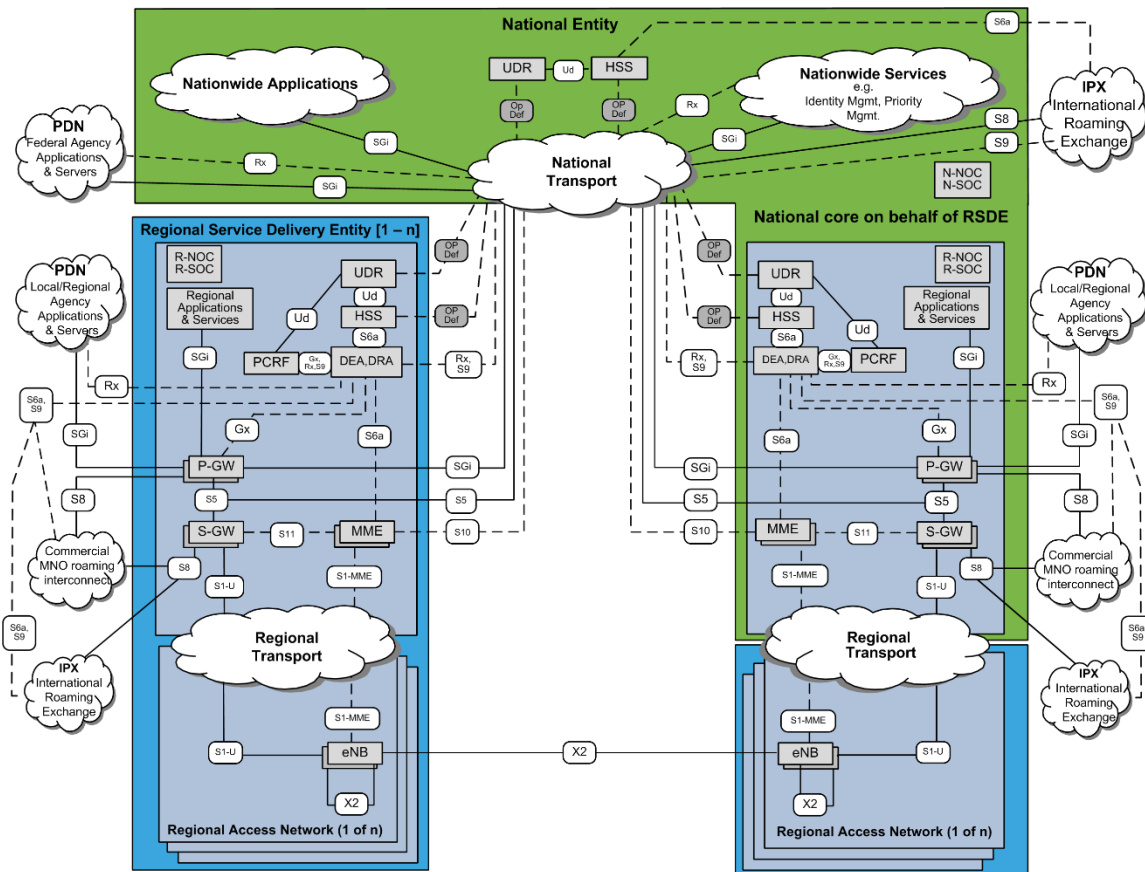 National Entity
S6a
UDR
Ud
HSS
Nationwide Applications
Nationwide Services
e.g.
Identity Mgmt, Priority
Mgmt.
IPX
International
Roaming
Exchange
Op
Def
OP
Def
Rx
S8
PDN
Federal Agency
Applications
& Servers
SGi
SGi
S9
Rx
National
Transport
SGi
N-NOC
N-SOC
National core on behalf of RSDE
Regional Service Delivery Entity [1 – n]
R-NOC
R-SOC
UDR
OP
Def
PDN
Local/Regional
Agency
Applications
& Servers
Regional
Applications
& Services
Ud
HSS
OP
Def
Ud
S6a
SGi
PCRF
Gx,
Rx,S9
DEA,DRA
Rx,
S9
Rx
S6a,
S9
SGi
Gx
S6a
P-GW
SGi
S8
S5
S5
S-GW
S11
MME
S10
Commercial
MNO roaming
interconnect
S8
S1-U
S1-MME
S6a,
S9
Regional
Transport
IPX
International
Roaming
Exchange
S1-MME
S1-U
eNB
X2
X2
Regional Access Network (1 of n)
OP
Def
UDR
R-NOC
R-SOC
Ud
Regional
Applications
& Services
PDN
Local/Regional
Agency
Applications
& Servers
OP
Def
HSS
S6a
Ud
Rx,
S9
DEA,DRA
Gx,
Rx,S9
PCRF
SGi
Rx
S6a,
S9
S6a
Gx
SGi
SGi
P-GW
S5
S5
S8
S10
MME
S11
S-GW
S8
Commercial
MNO roaming
interconnect
S1-MME
S1-U
S6a,
S9
Regional
Transport
IPX
International
Roaming
Exchange
S1-MME
S1-U
eNB
X2
Regional Access Network (1 of n)